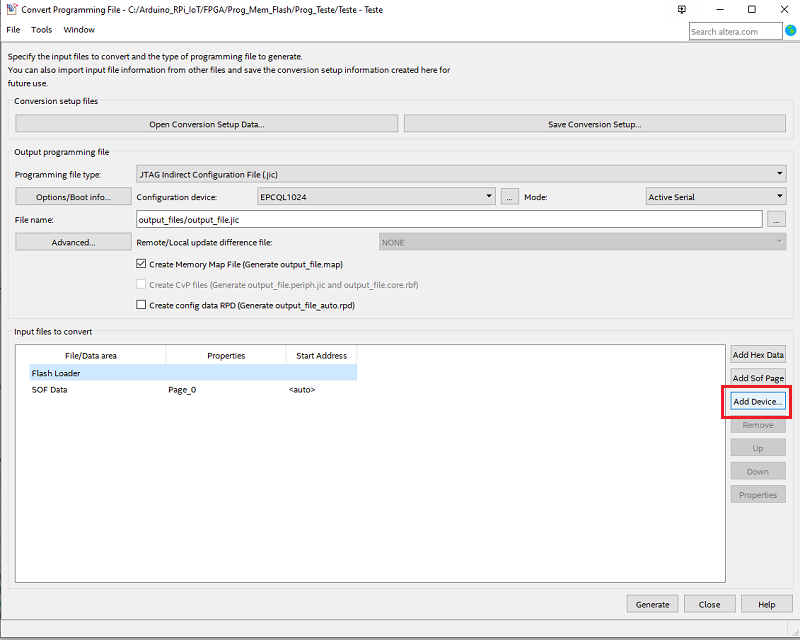 Convert Programming File - C:/Arduino_RPi_IoT/FPGA/Prog_Mem_Flash/Prog_Teste/Teste - Teste
File Tools Window
Search altera.com
Specify the input files to convert and the type of programming file to generate.
You can also import input file information from other files and save the conversion setup information created here for
future use.
Conversion setup files
Open Conversion Setup Data... Save Conversion Setup...
Output programming file
Programming file type: JTAG Indirect Configuration File (.jic)
Options/Boot info... Configuration device: EPCQL1024 ... Mode: Active Serial
File name: output_files/output_file.jic ...
Advanced... Remote/Local update difference file: NONE
Create Memory Map File (Generate output_file.map)
Create CvP files (Generate output_file.periph.jic and output_file.core.rbf)
Create config data RPD (Generate output_file_auto.rpd)
Input files to convert
File/Data area Properties Start Address
Flash Loader
SOF Data Page_0 <auto>
Add Hex Data
Add Sof Page
Add Device...
Remove
Up
Down
Properties
Generate Close Help